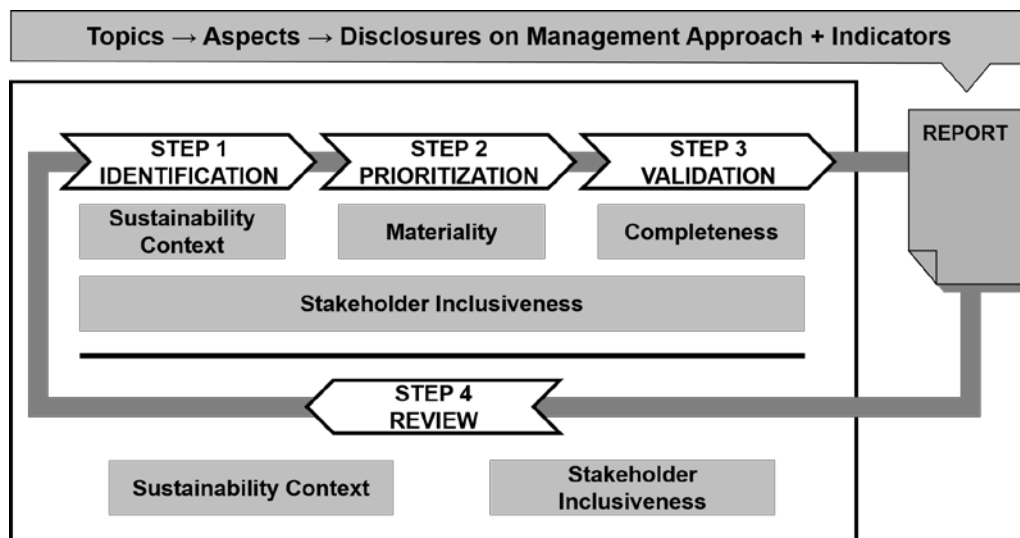 Topics → Aspects → Disclosures on Management Approach + Indicators
REPORT
STEP 1
IDENTIFICATION
STEP 2
PRIORITIZATION
STEP 3
VALIDATION
Sustainability
Context
Materiality
Completeness
Stakeholder Inclusiveness
STEP 4
REVIEW
Sustainability Context
Stakeholder
Inclusiveness